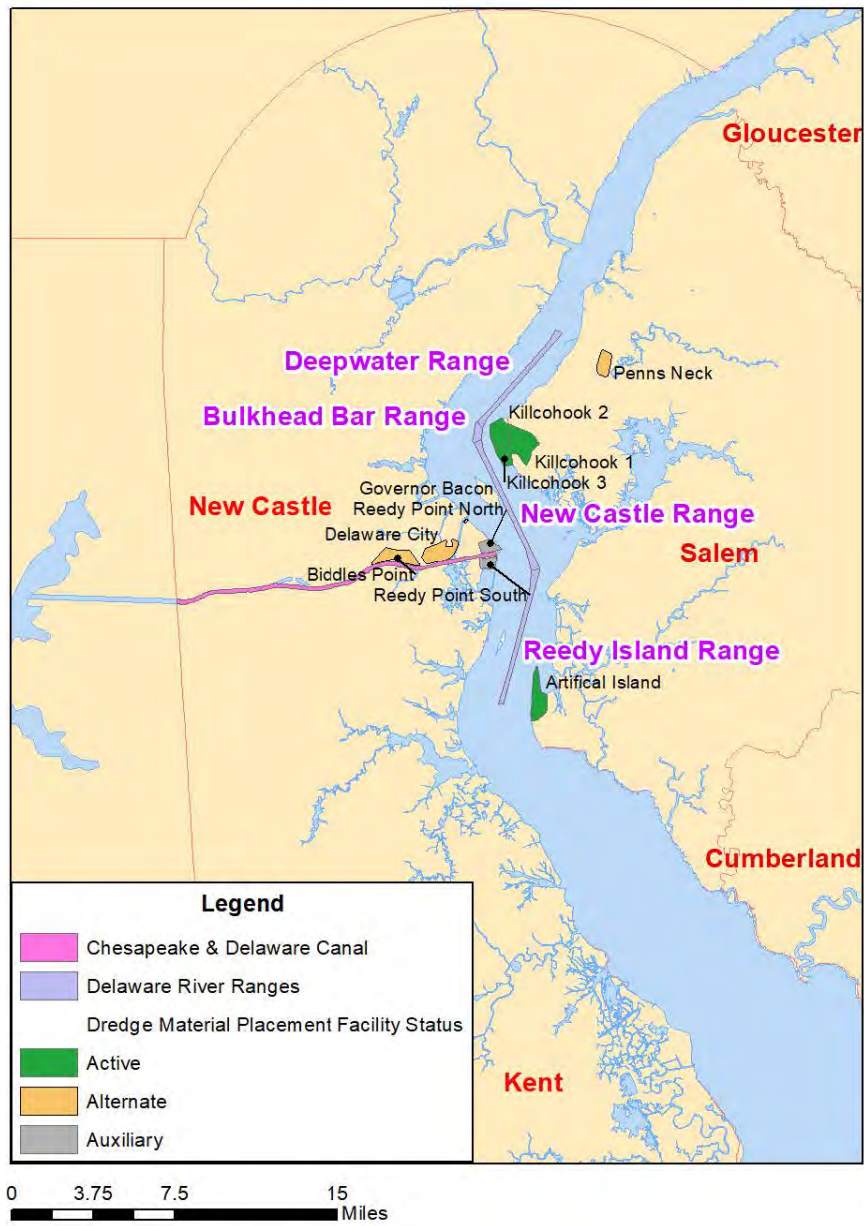 Gloucester
Deepwater Range
Penns Neck
Bulkhead Bar Range
Killcohook 2
Killcohook 1
Killcohook 3
Governor Bacon
New Castle
Reedy Point North
New Castle Range
Delaware City
Salem
Biddles Point
Reedy Point South
Reedy Island Range
Artifical Island
Cumberland
Kent
Legend
Chesapeake & Delaware Canal
Delaware River Ranges
Dredge Material Placement Facility Status
Active
Alternate
Auxiliary
0 3.75 7.5 15
Miles